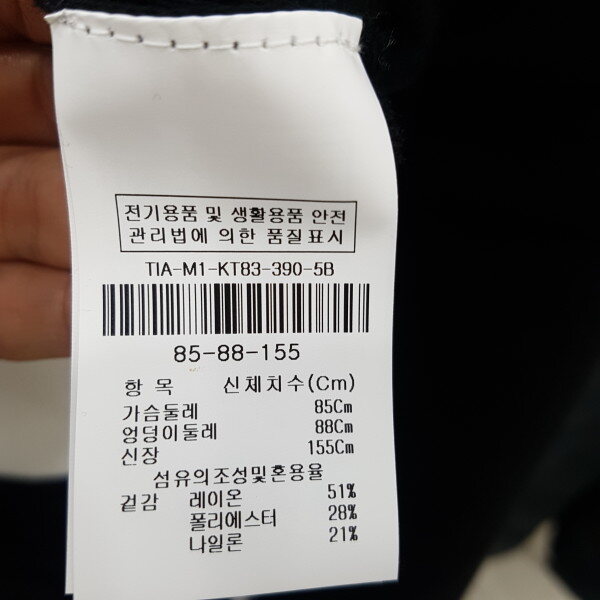 전기용품 및 생활용품 안전
관리법에 의한 품질표시
TIA-M1-KT83-390-5B
85-88-155
항 목 신체치수(Cm)
가슴둘레 85Cm
엉덩이둘레 88Cm
신장 155Cm
섬유의조성및혼용율
겉감 레이온 51%
폴리에스터 28%
나일론 21%